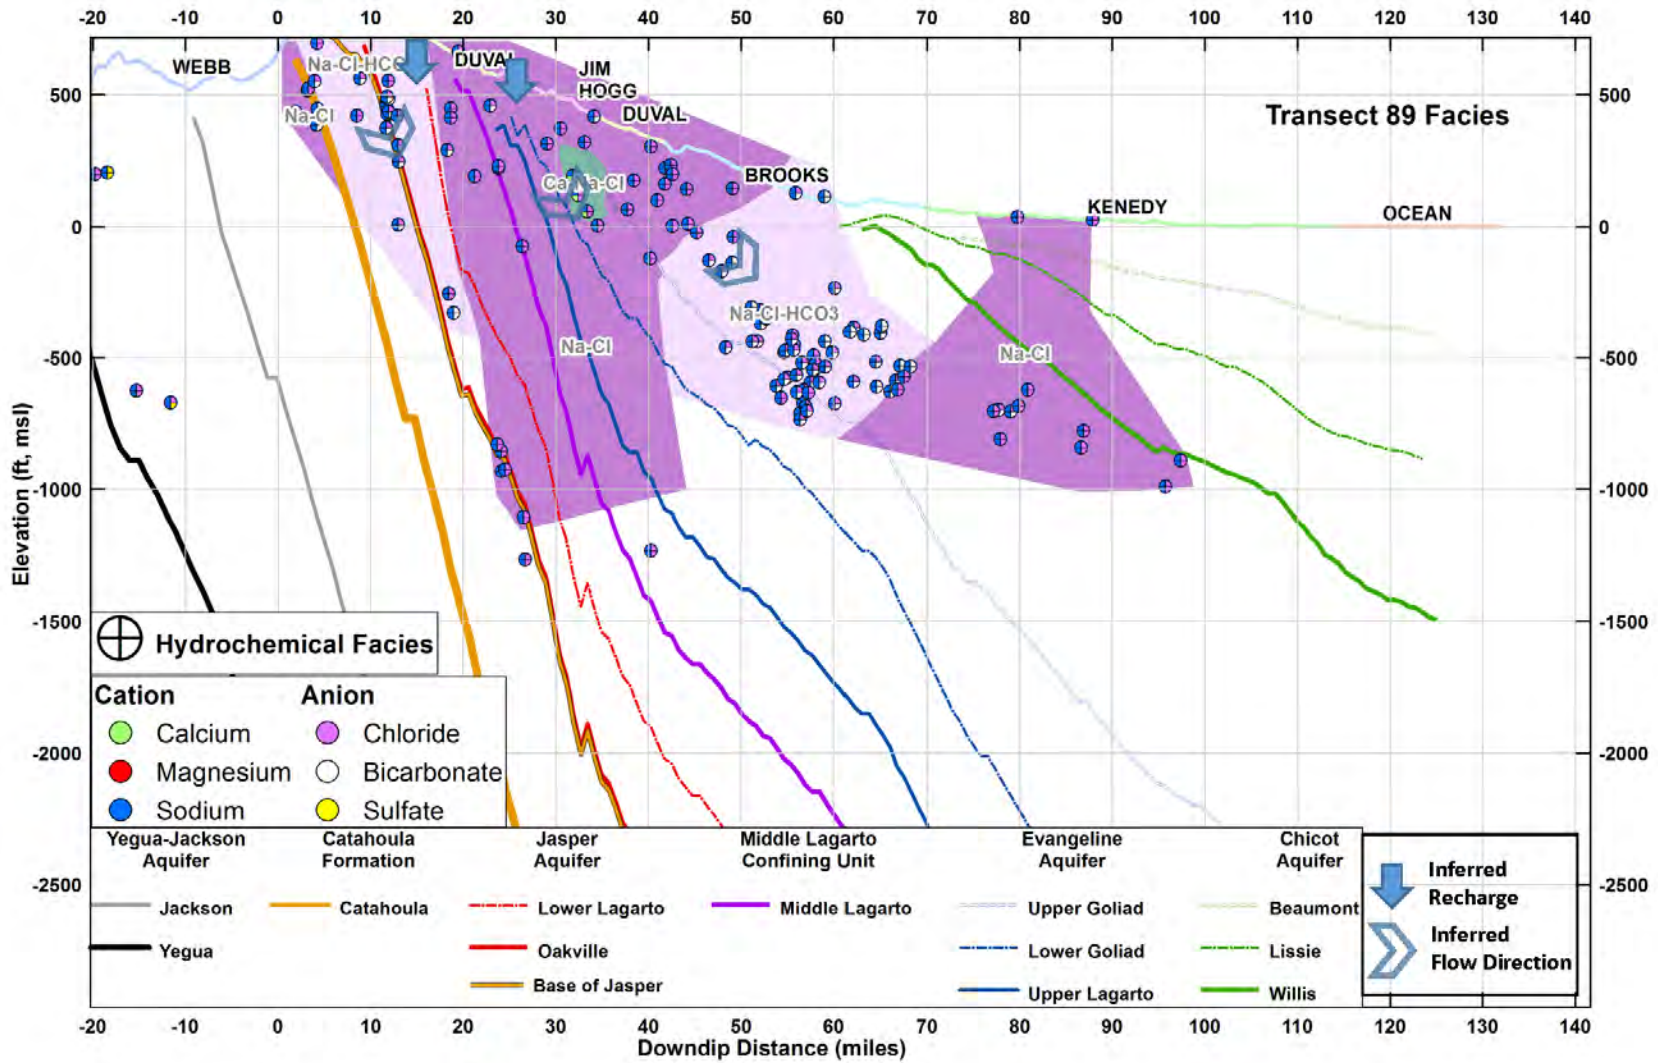 -20 -10 0 10 20 30 40 50 60 70 80 90 100 110 120 130 140
WEBB
Na-Cl-HCO
DUVAL
JIM
HOGG
DUVAL
Transect 89 Facies
500
500
Na-Cl
Ca-Na-Cl
BROOKS
KENEDY
OCEAN
0
0
Na-Cl-HCO3
Na-Cl
Na-Cl
-500
-500
Elevation (ft, msl)
-1000
-1000
-1500
-1500
Hydrochemical Facies
Cation Anion
Calcium Chloride
Magnesium Bicarbonate
Sodium Sulfate
-2000
-2000
Yegua-Jackson
Aquifer
Catahoula
Formation
Jasper
Aquifer
Middle Lagarto
Confining Unit
Evangeline
Aquifer
Chicot
Aquifer
-2500
-2500
Jackson Catahoula Lower Lagarto Middle Lagarto Upper Goliad Beaumont
Yegua Oakville Lower Goliad Lissie
Base of Jasper Upper Lagarto Willis
Inferred
Recharge
Inferred
Flow Direction
-20 -10 0 10 20 30 40 50 60 70 80 90 100 110 120 130 140
Downdip Distance (miles)